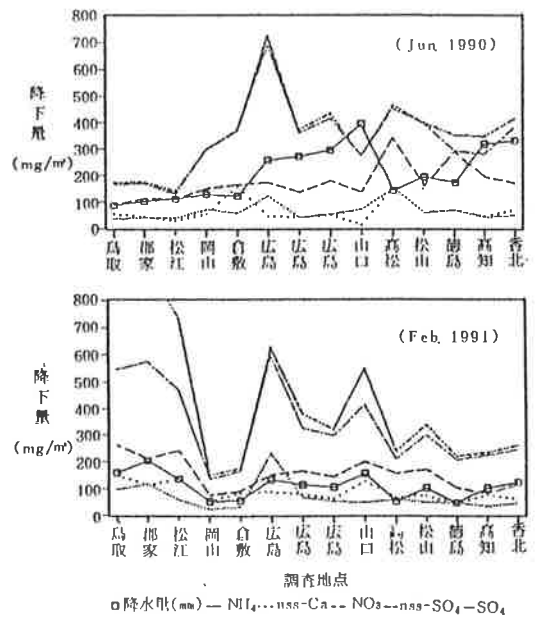 800
700
600
500
400
300
200
100
0
降下量
(mg/㎡)
(Jun. 1990)
鳥取 郡家 松江 岡山 倉敷 広島 広島 広島 山口 高松 松山 徳島 高知 香北
800
700
600
500
400
300
200
100
0
降下量
(mg/㎡)
(Feb. 1991)
鳥取 郡家 松江 岡山 倉敷 広島 広島 広島 山口 高松 松山 徳島 高知 香北
調査地点
降水量(mm) NH₄ nss-Ca NO₃ nss-SO₄ SO₄